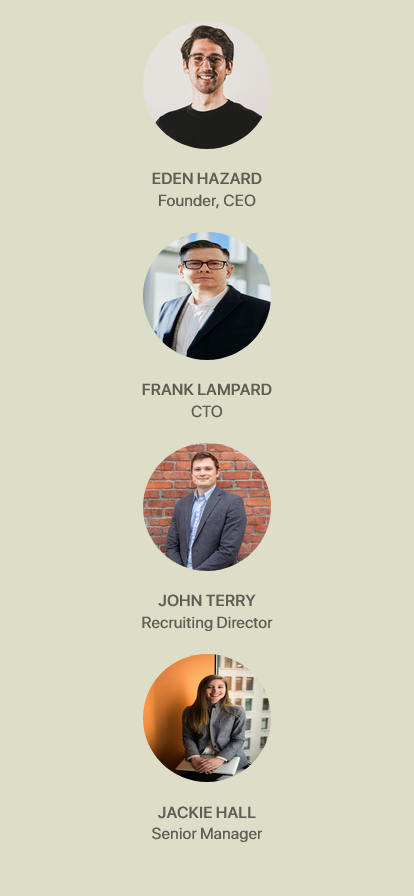 EDEN HAZARD
Founder, CEO
FRANK LAMPARD
CTO
JOHN TERRY
Recruiting Director
JACKIE HALL
Senior Manager